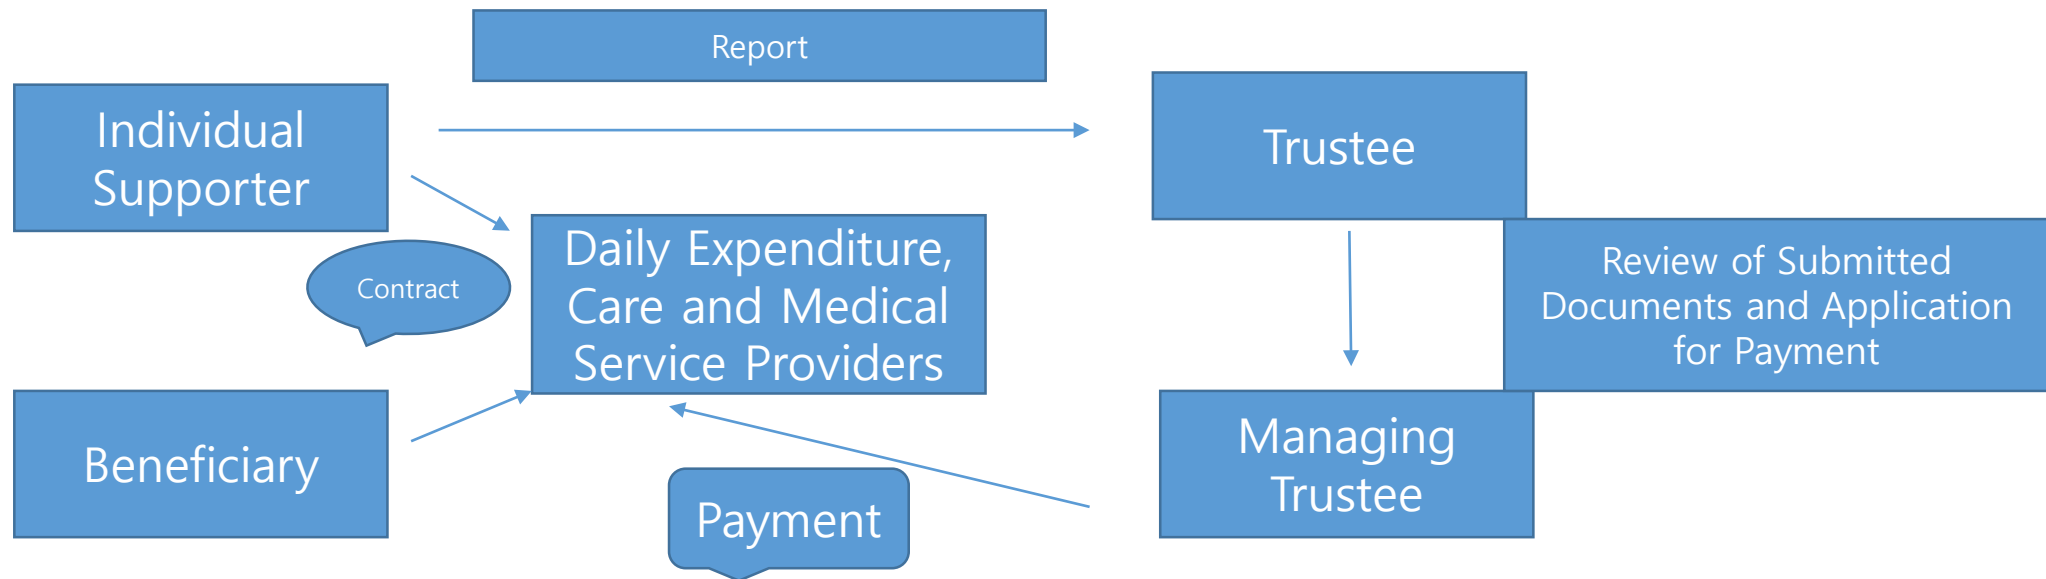 Report
Individual
Supporter
Trustee
Contract
Daily Expenditure,
Care and Medical
Service Providers
Review of Submitted
Documents and Application
for Payment
Beneficiary
Managing
Trustee
Payment